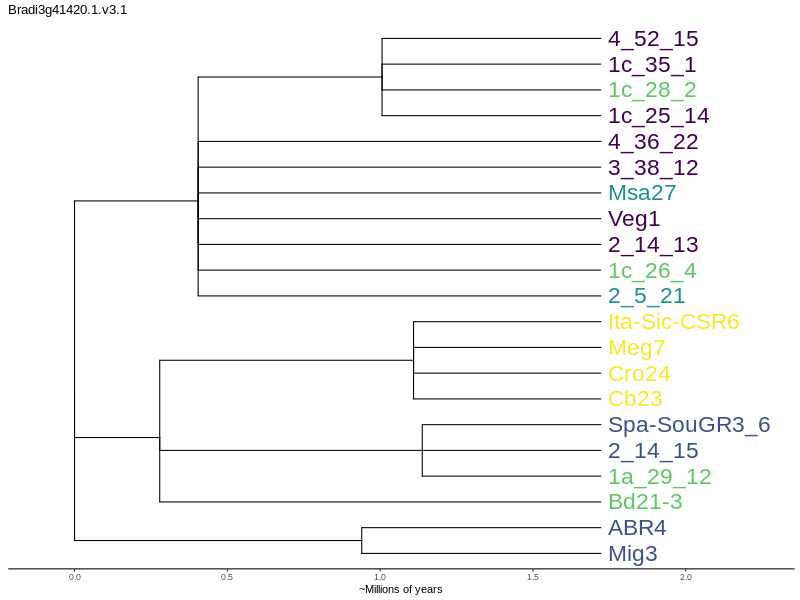 Bradi3g41420.1.v3.1
4_52_15
1c_35_1
1c_28_2
1c_25_14
4_36_22
3_38_12
Msa27
Veg1
2_14_13
1c_26_4
2_5_21
Ita-Sic-CSR6
Meg7
Cro24
Cb23
Spa-SouGR3_6
2_14_15
1a_29_12
Bd21-3
ABR4
Mig3
0.0 0.5 1.0 1.5 2.0
~Millions of years